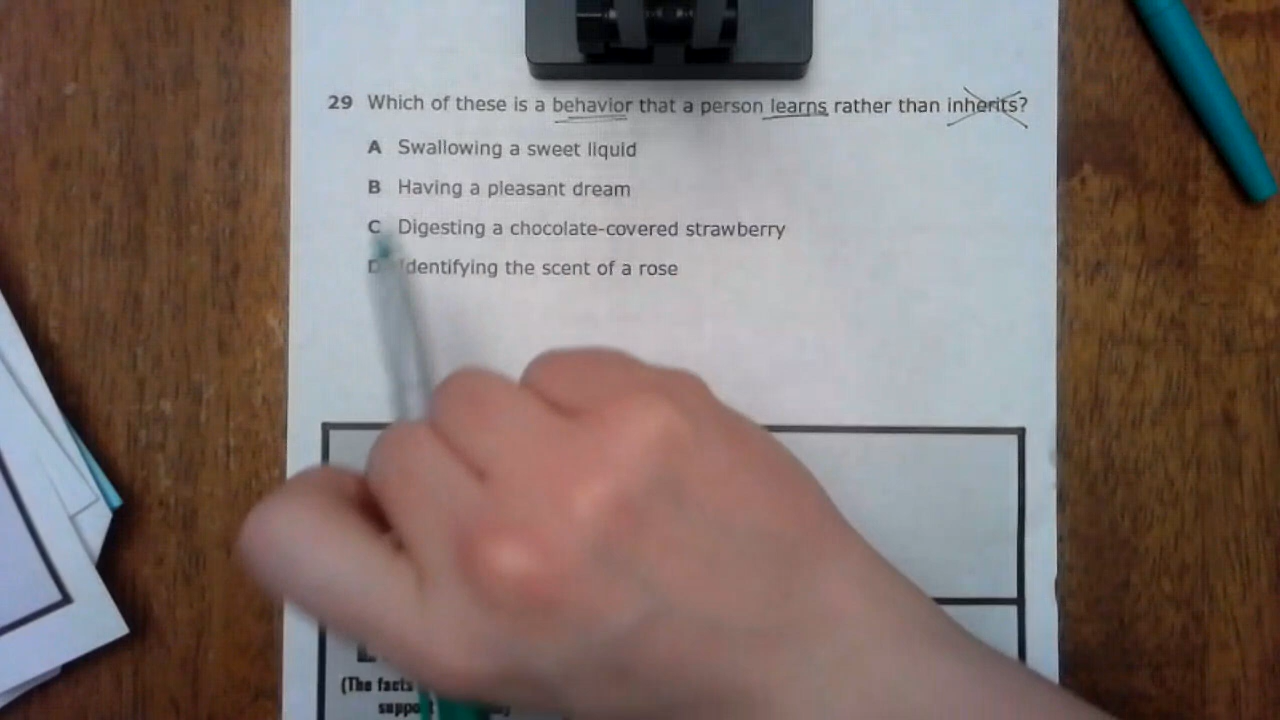 29 Which of these is a behavior that a person learns rather than inherits?
A Swallowing a sweet liquid
B Having a pleasant dream
C Digesting a chocolate-covered strawberry
D Identifying the scent of a rose
(The facts